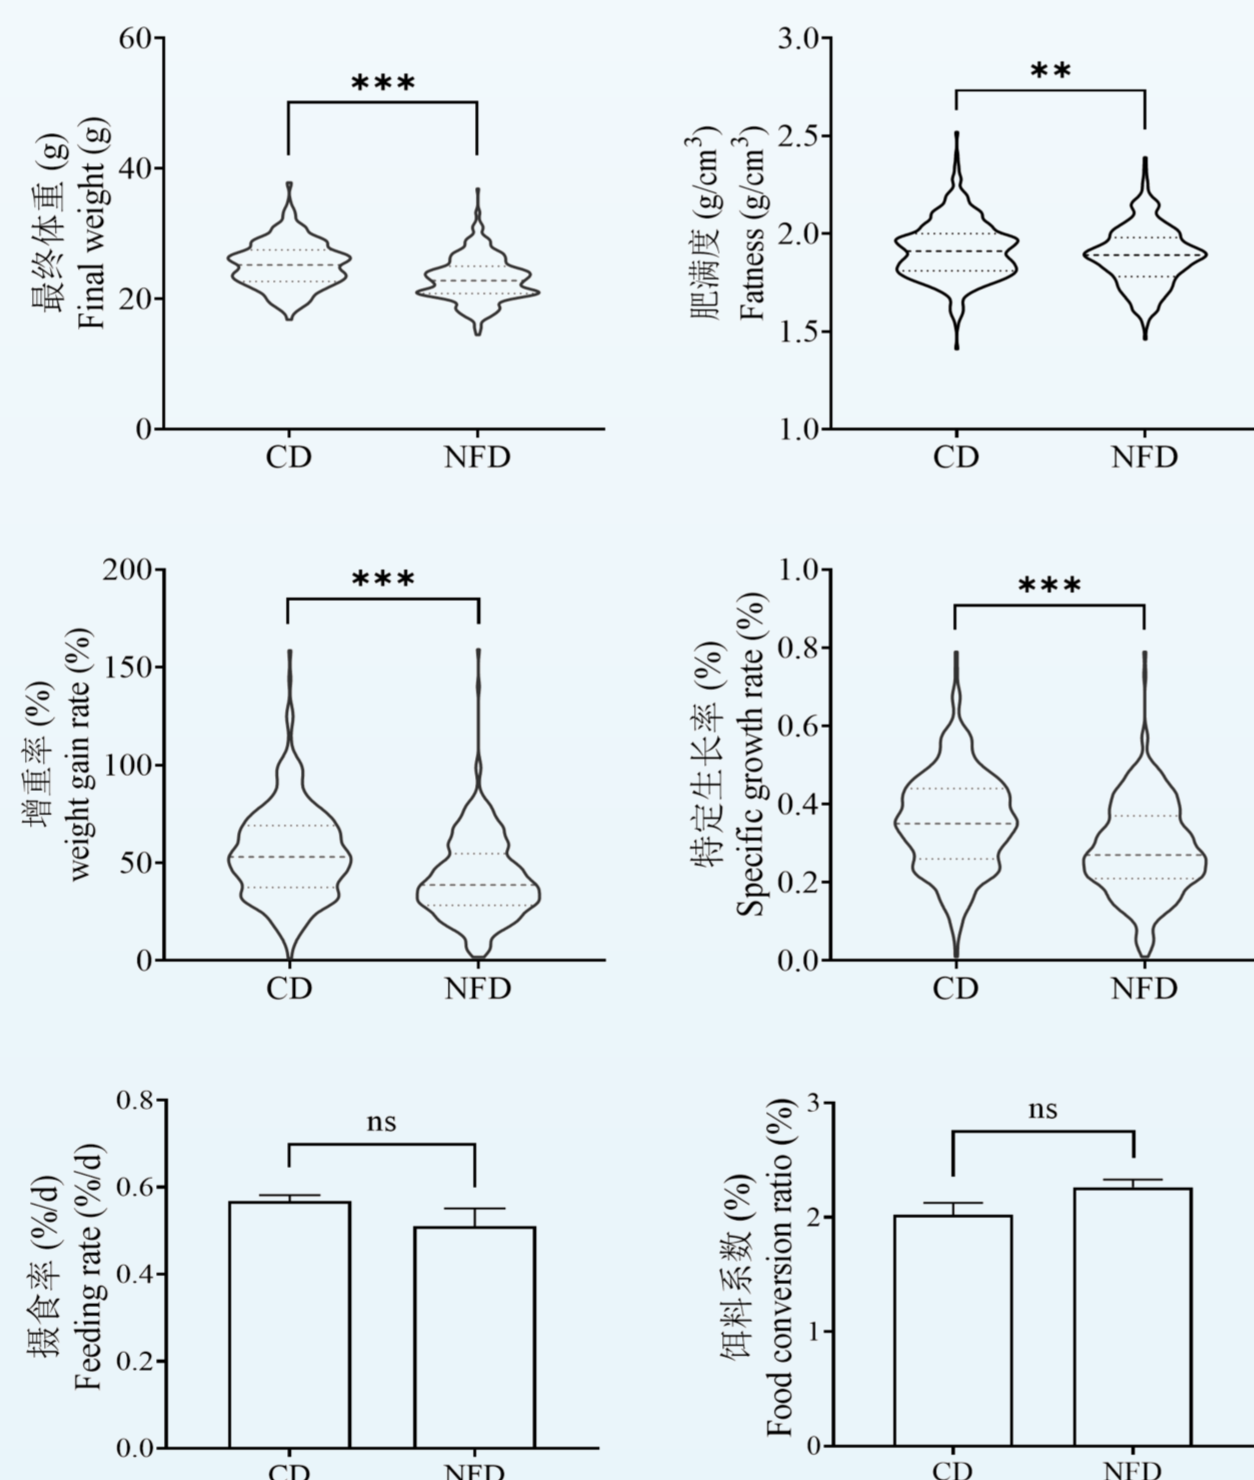 最终体重 (g)
Final weight (g)
60
40
20
0
***
CD
NFD
肥满度 (g/cm³)
Fatness (g/cm³)
3.0
2.5
2.0
1.5
1.0
**
CD
NFD
增重率 (%)
weight gain rate (%)
200
150
100
50
0
***
CD
NFD
特定生长率 (%)
Specific growth rate (%)
1.0
0.8
0.6
0.4
0.2
0.0
***
CD
NFD
摄食率 (%/d)
Feeding rate (%/d)
0.8
0.6
0.4
0.2
0.0
ns
CD
NFD
饵料系数 (%)
Food conversion ratio (%)
3
2
1
0
ns
CD
NFD